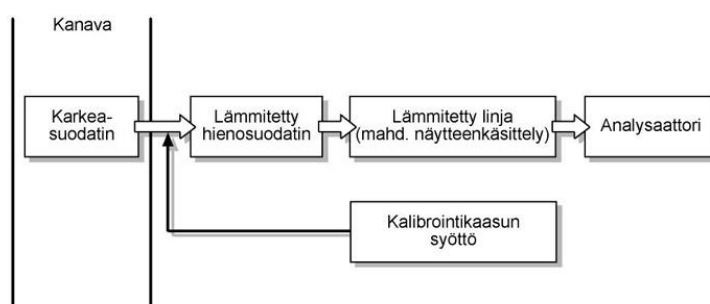 Kanava
Karkea-
suodatin
Lämmitetty
hienosuodatin
Lämmitetty linja
(mahd. näytteenkäsittely)
Analysaattori
Kalibrointikaasun
syöttö